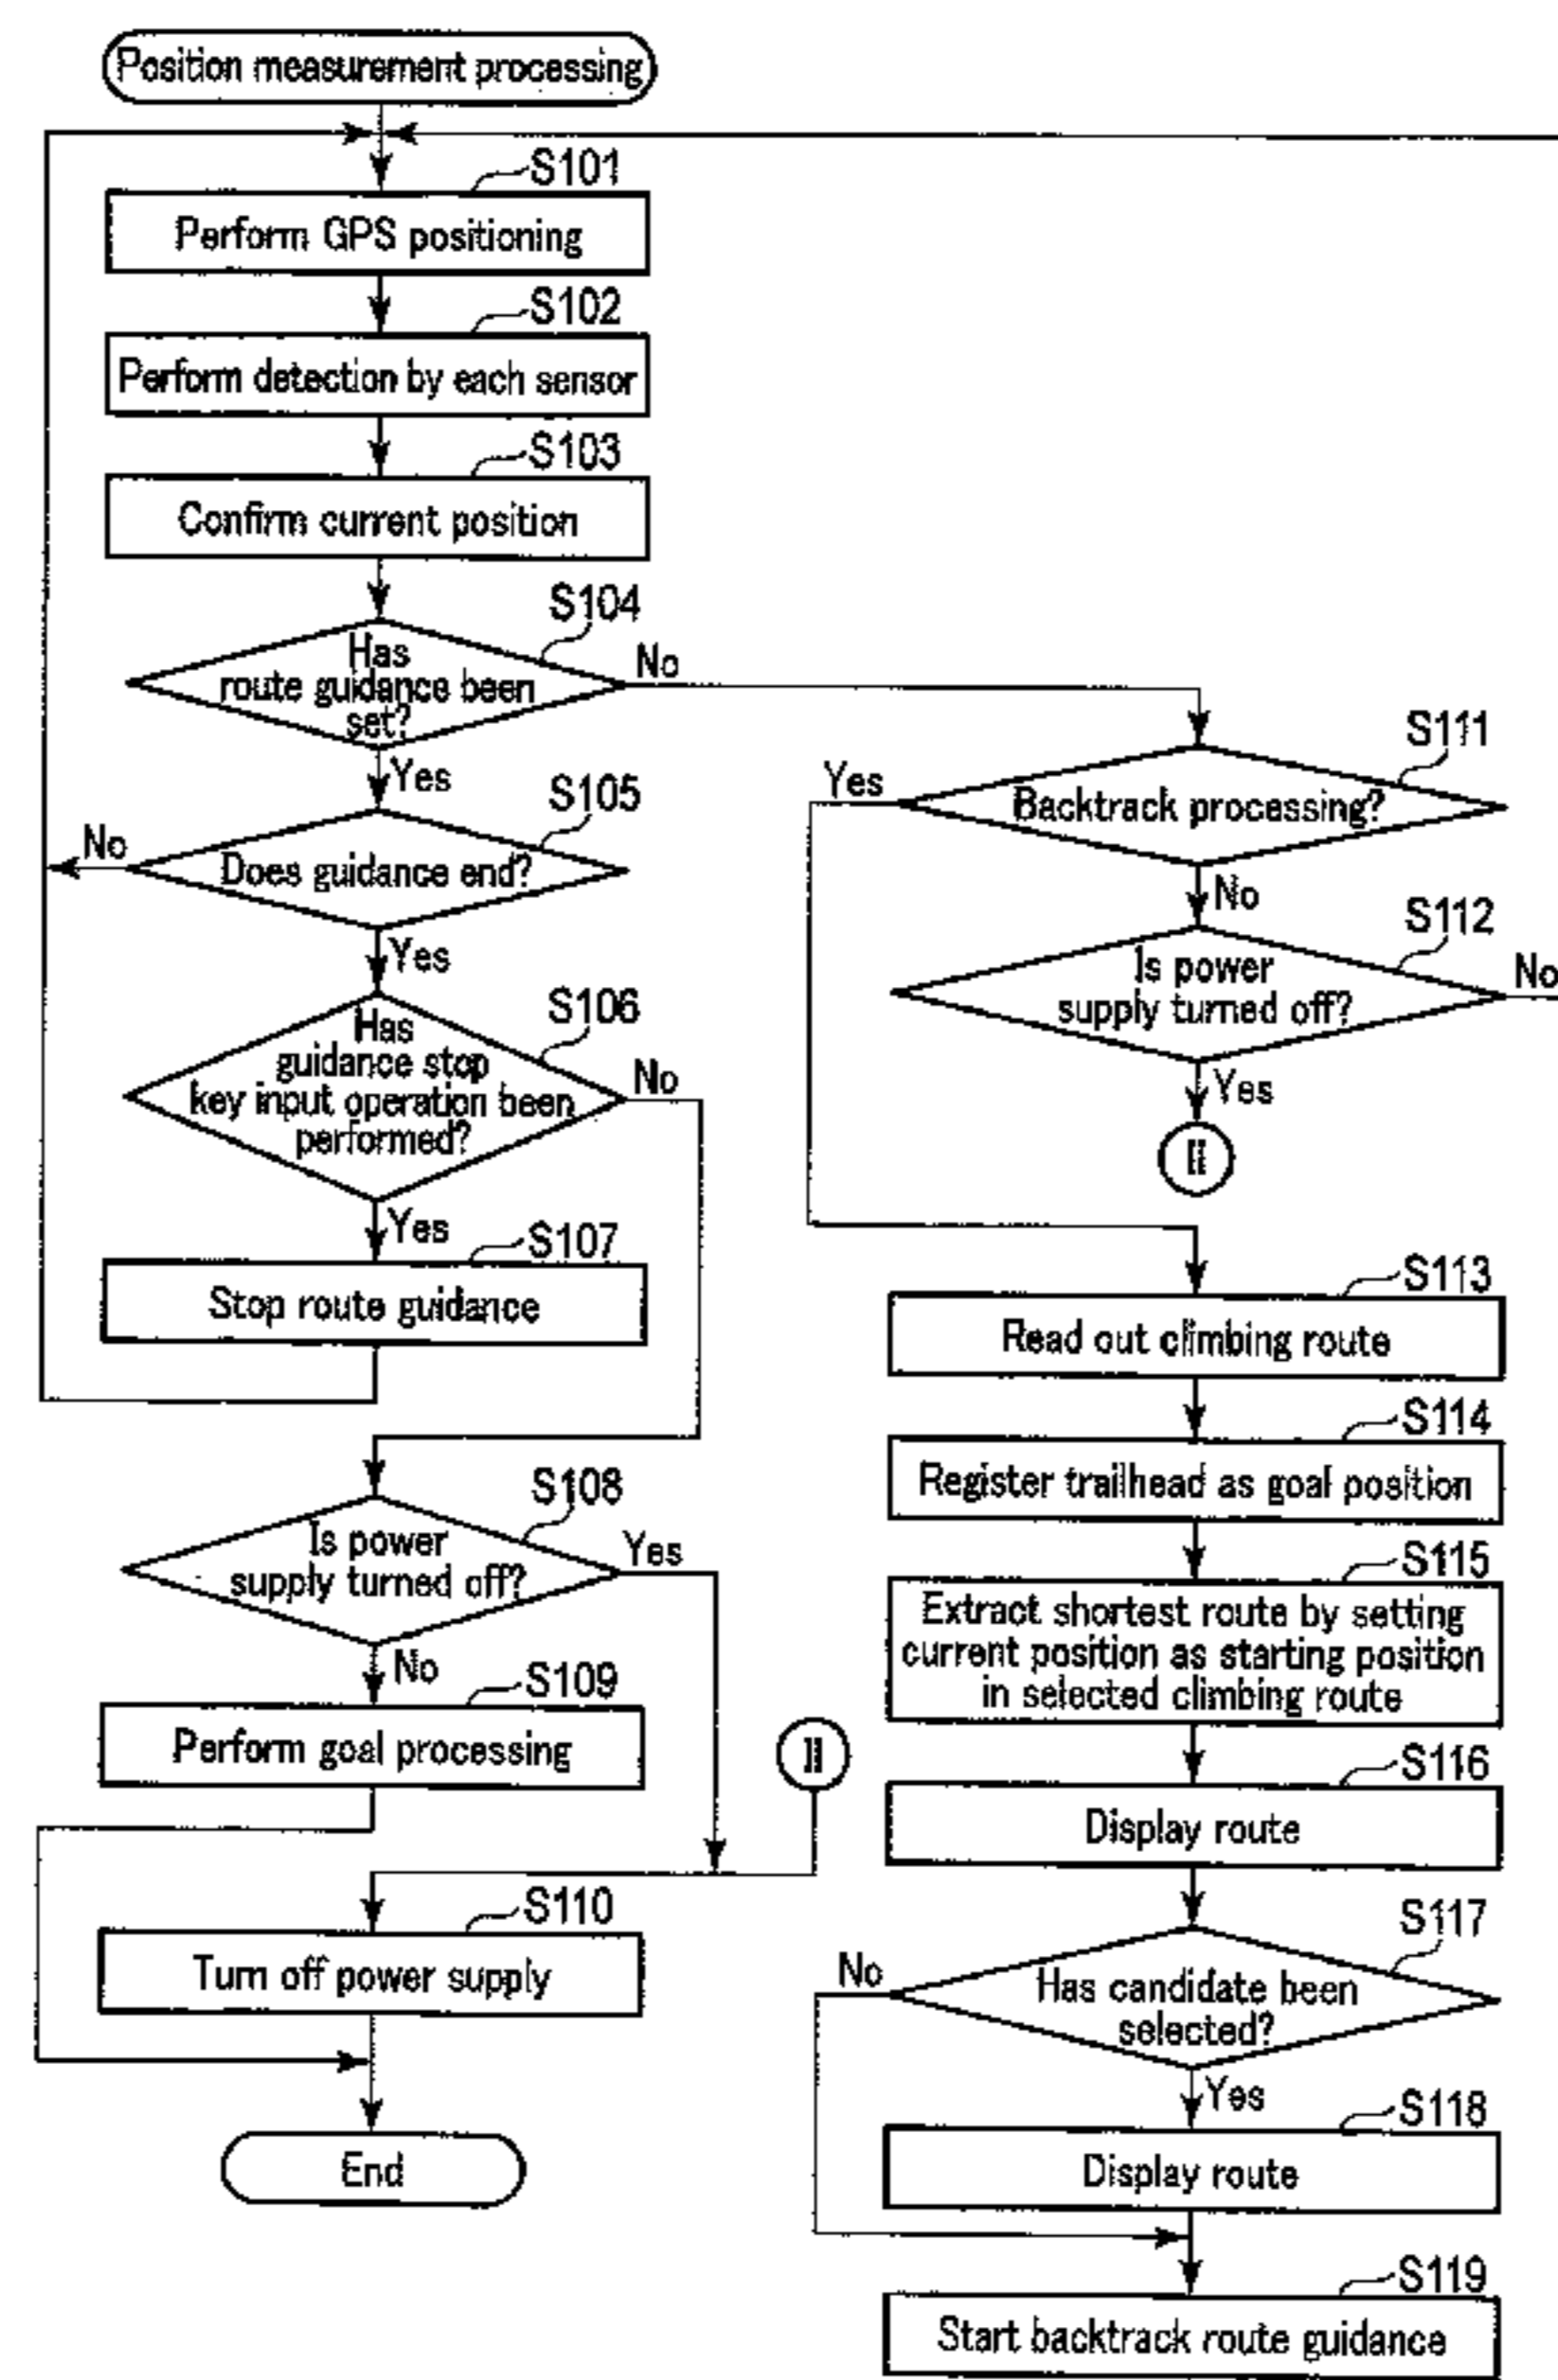 Position measurement processing
S101
Perform GPS positioning
S102
Perform detection by each sensor
S103
Confirm current position
S104
Has
route guidance been
set?
No
Yes
S105
Does guidance end?
No
Yes
S106
Has
guidance stop
key input operation been
performed?
No
Yes
S107
Stop route guidance
S108
Is power
supply turned off?
Yes
No
S109
Perform goal processing
II
S110
Turn off power supply
End
S111
Backtrack processing?
Yes
No
S112
Is power
supply turned off?
No
Yes
II
S113
Read out climbing route
S114
Register trailhead as goal position
S115
Extract shortest route by setting
current position as starting position
in selected climbing route
S116
Display route
S117
Has candidate been
selected?
No
Yes
S118
Display route
S119
Start backtrack route guidance